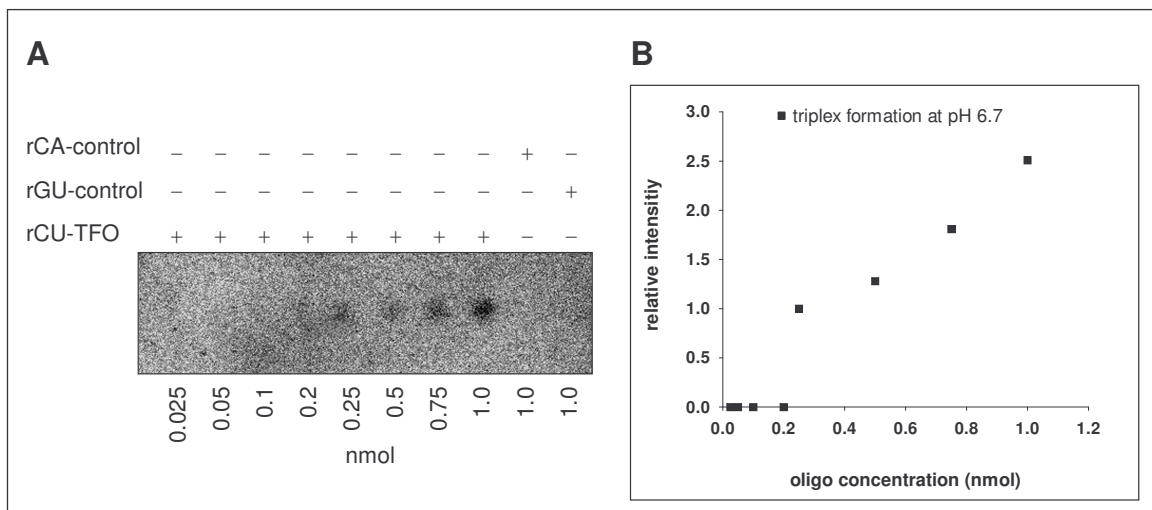 A
rCA-control – – – – – – – – + –
rGU-control – – – – – – – – – +
rCU-TFO + + + + + + + + – –
0.025 0.05 0.1 0.2 0.25 0.5 0.75 1.0 1.0 1.0
nmol
B
triplex formation at pH 6.7
3.0
2.5
2.0
1.5
1.0
0.5
0.0
relative intensitiy
0.0 0.2 0.4 0.6 0.8 1.0 1.2
oligo concentration (nmol)